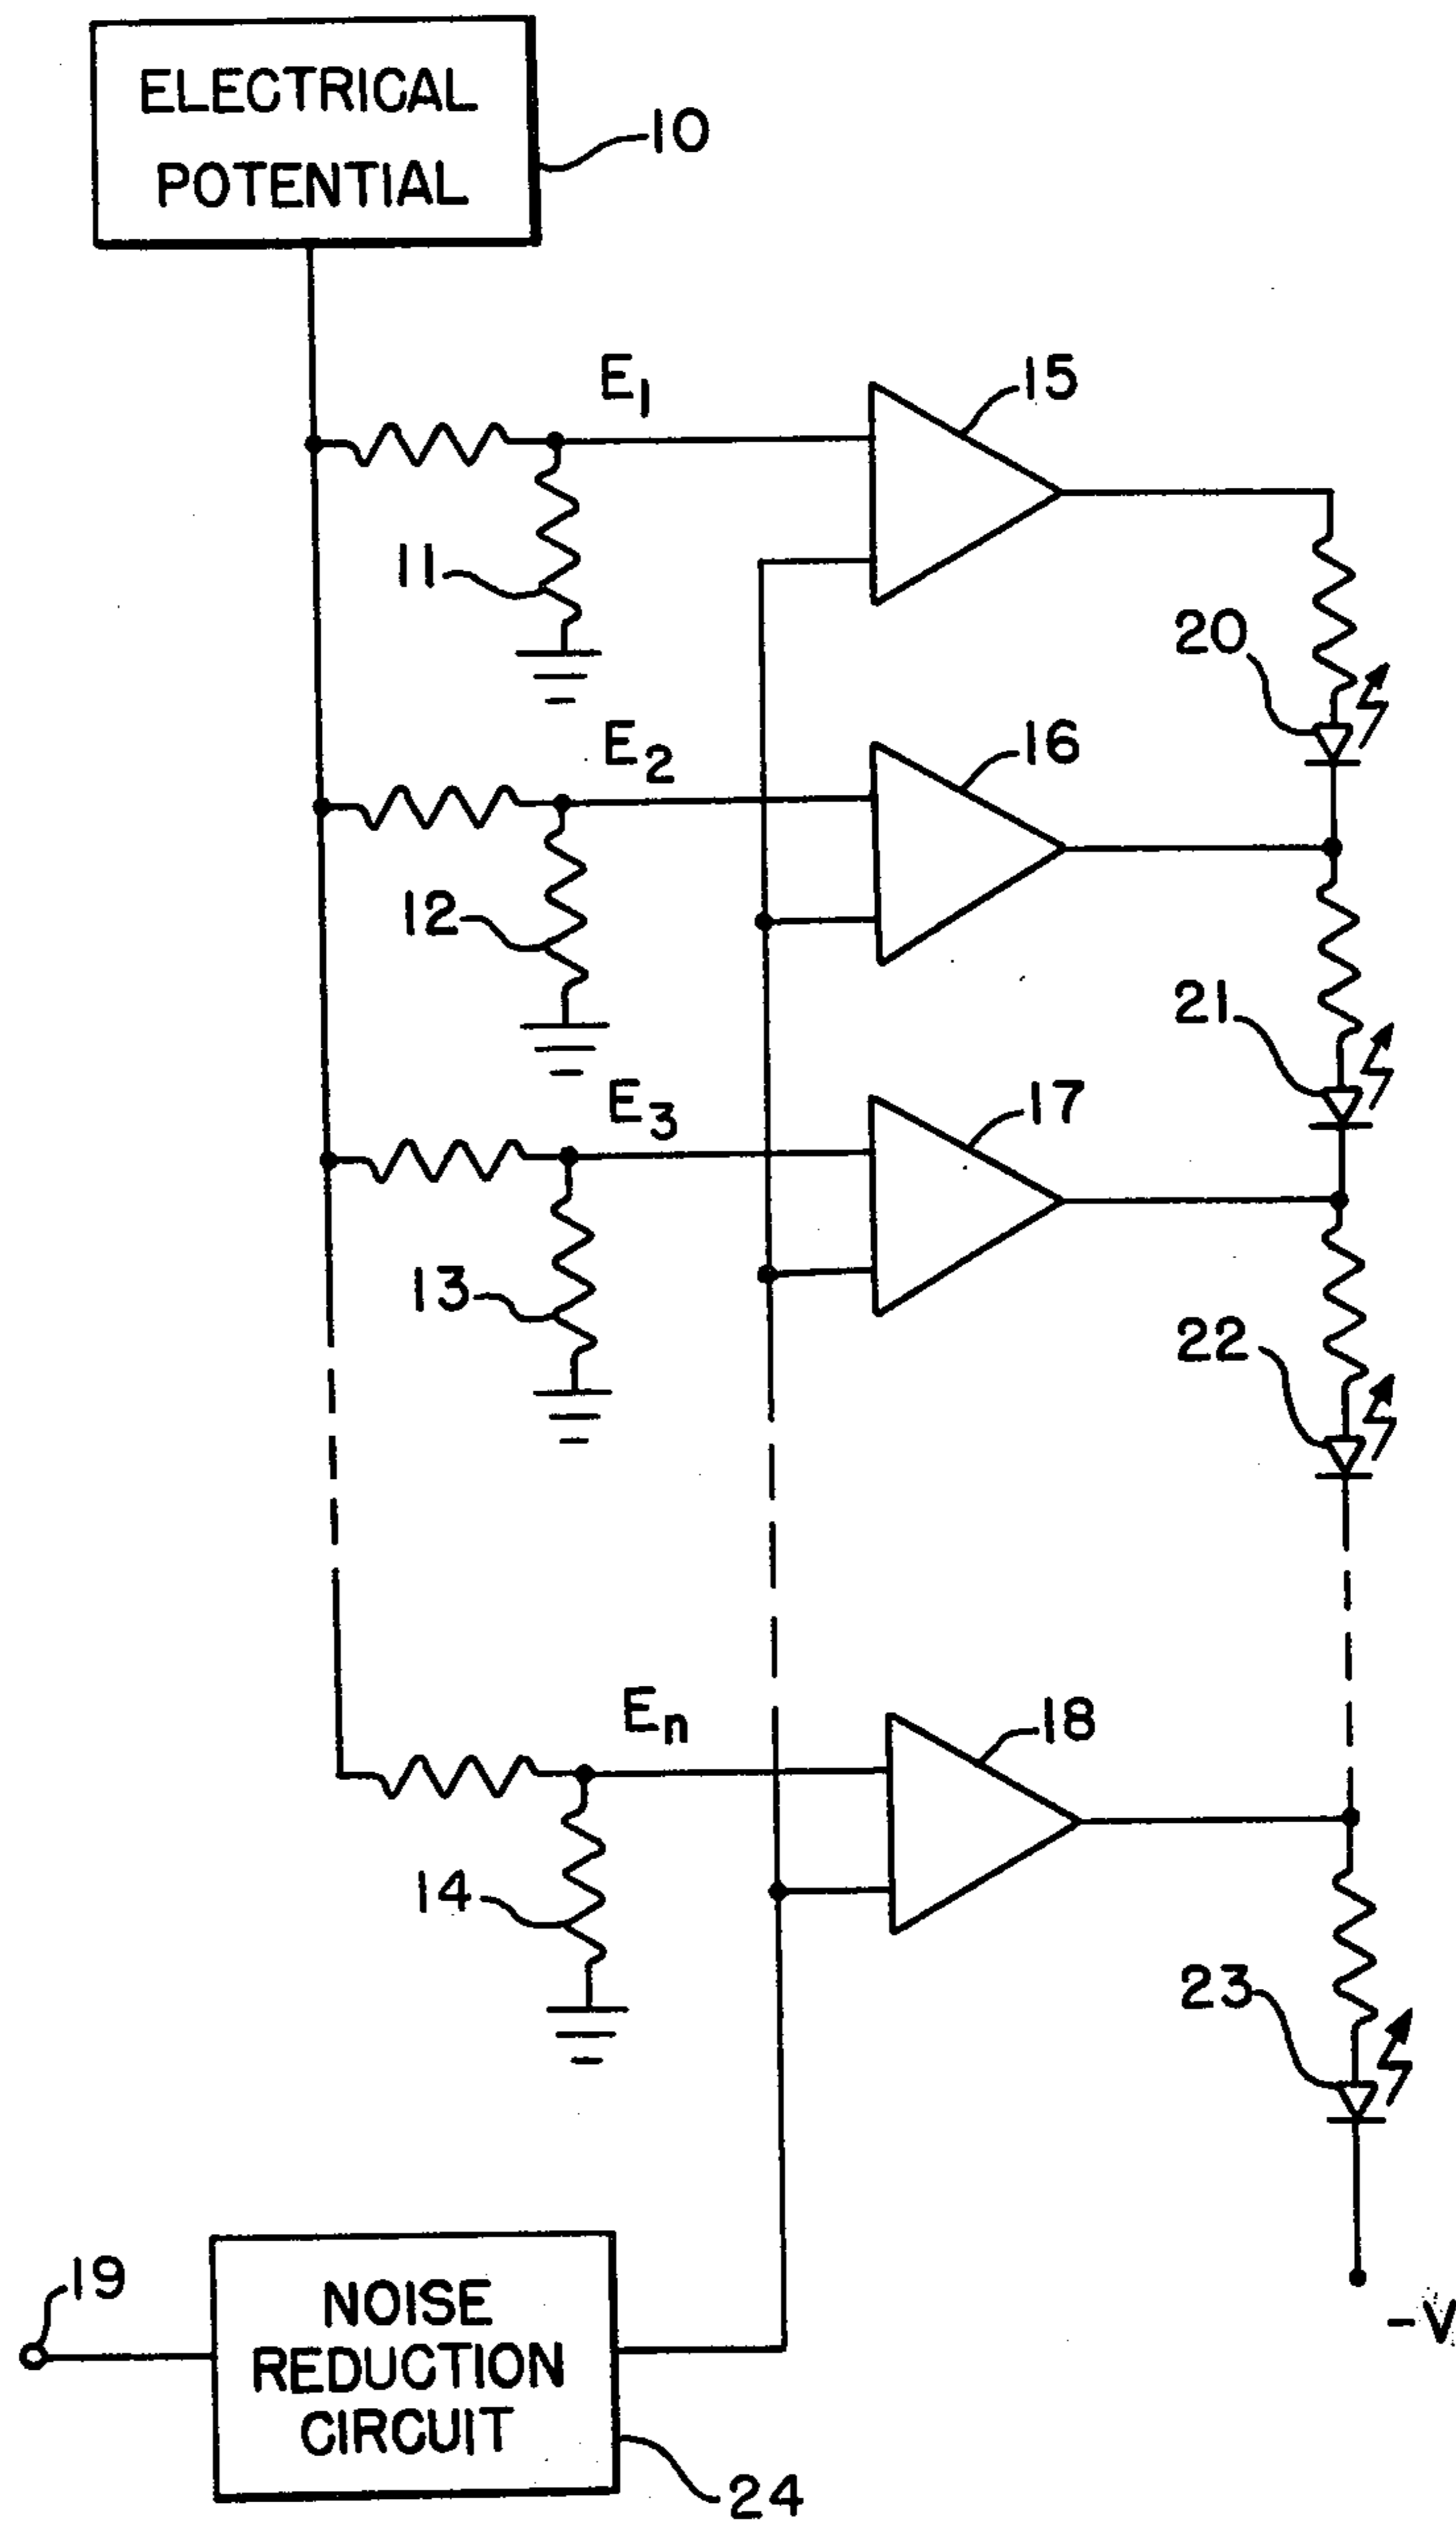 ELECTRICAL
POTENTIAL
10
E1
15
11
20
E2
16
12
21
E3
17
13
22
En
18
14
23
19
NOISE
REDUCTION
CIRCUIT
-V
24